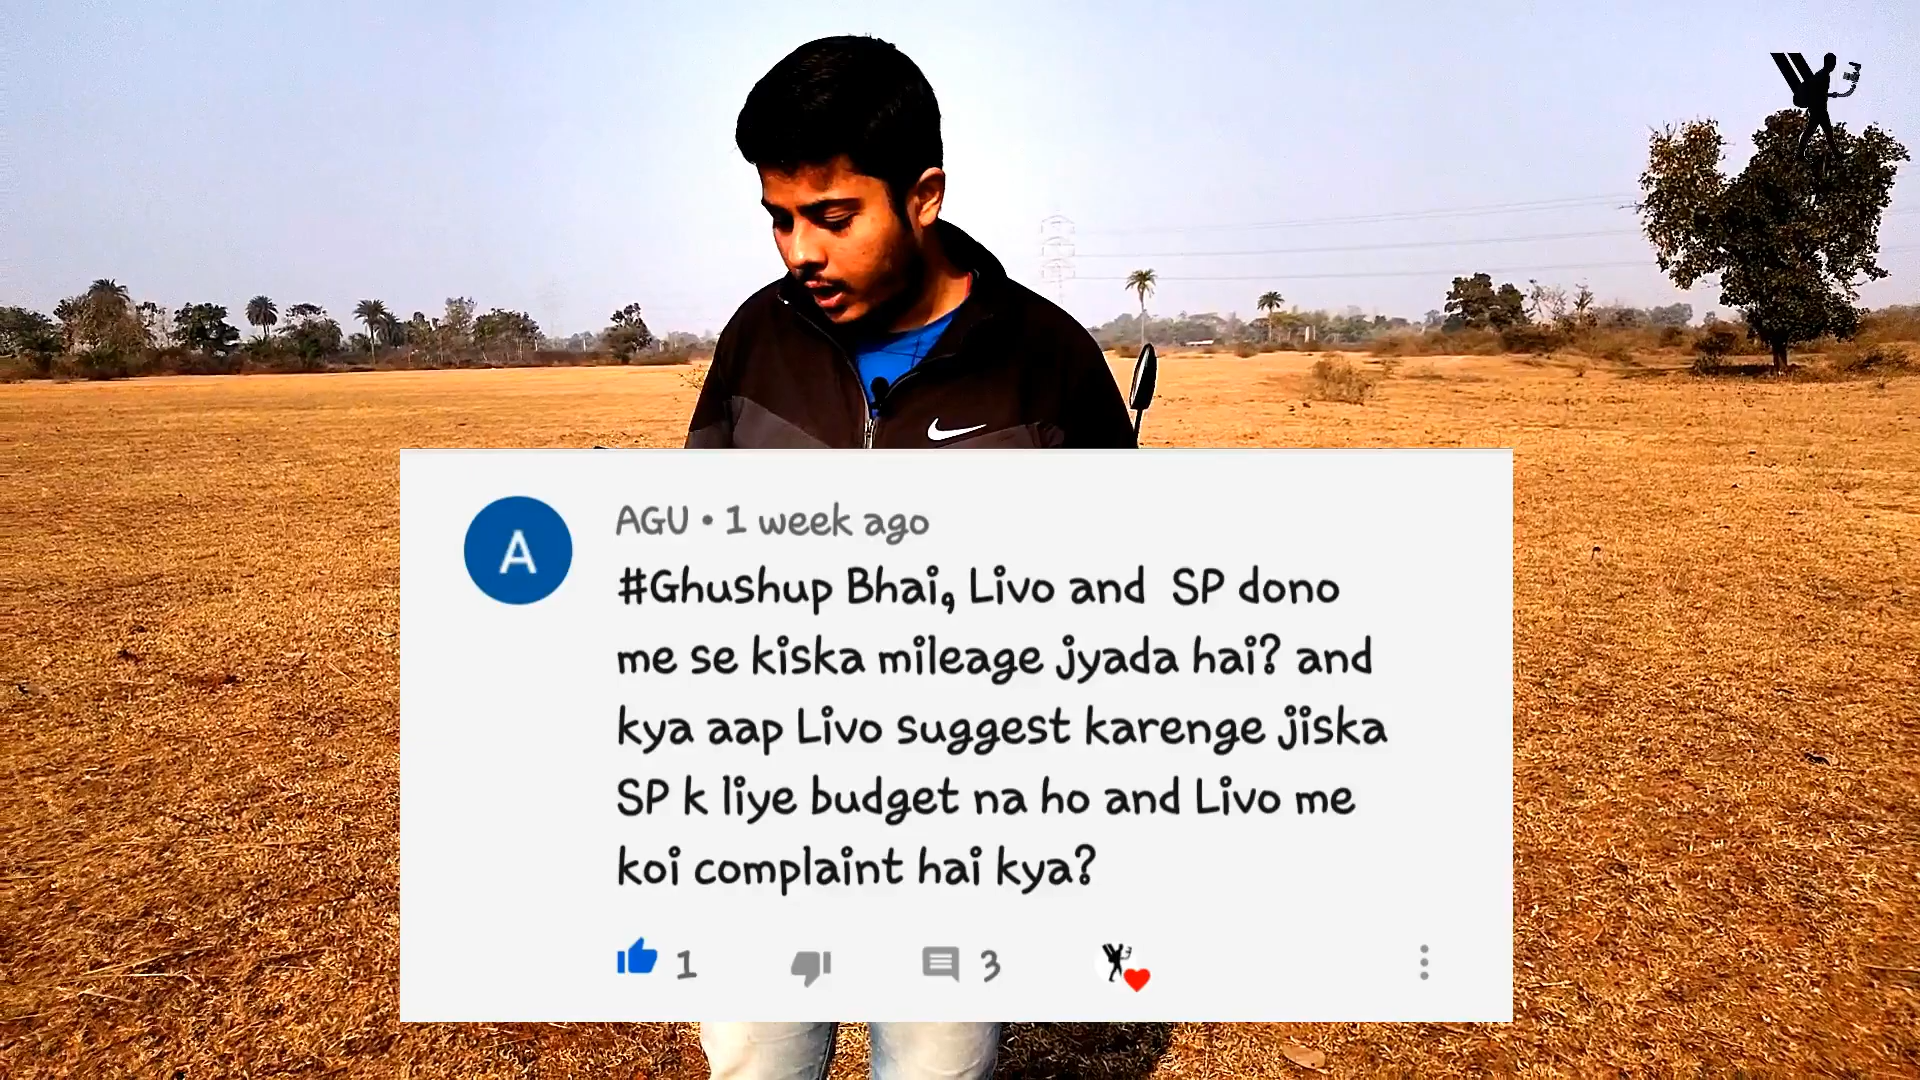 A
AGU • 1 week ago
#Ghushup Bhai, Livo and SP dono
me se kiska mileage jyada hai? and
kya aap Livo suggest karenge jiska
SP k liye budget na ho and Livo me
koi complaint hai kya?
1 3